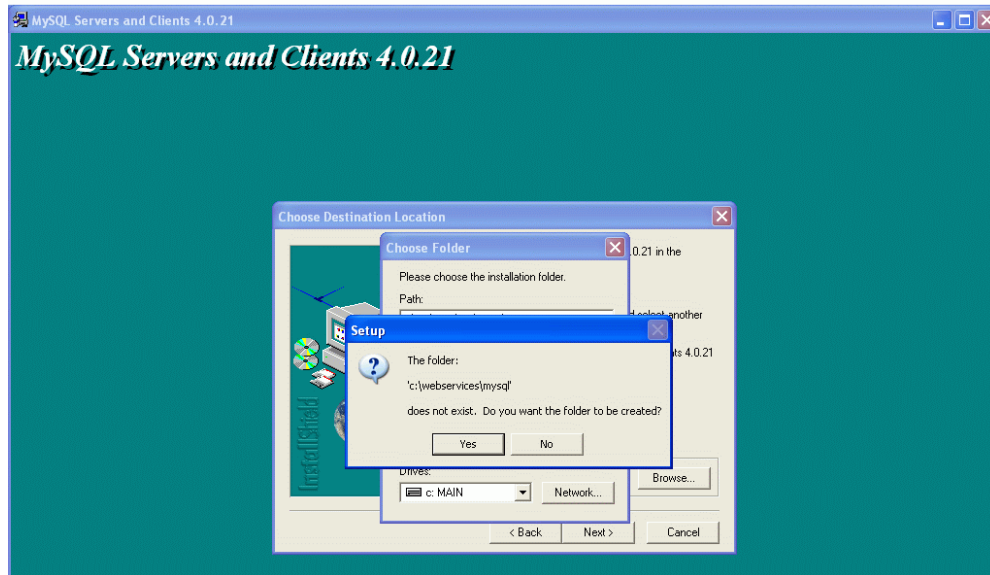 MySQL Servers and Clients 4.0.21
MySQL Servers and Clients 4.0.21
Choose Destination Location
.0.21 in the
Choose Folder
Please choose the installation folder.
Path:
select another
ts 4.0.21
Setup
The folder:
'c:\webservices\mysql'
does not exist. Do you want the folder to be created?
Yes No
Drives:
c: MAIN Network...
Browse...
InstallShield
< Back Next > Cancel